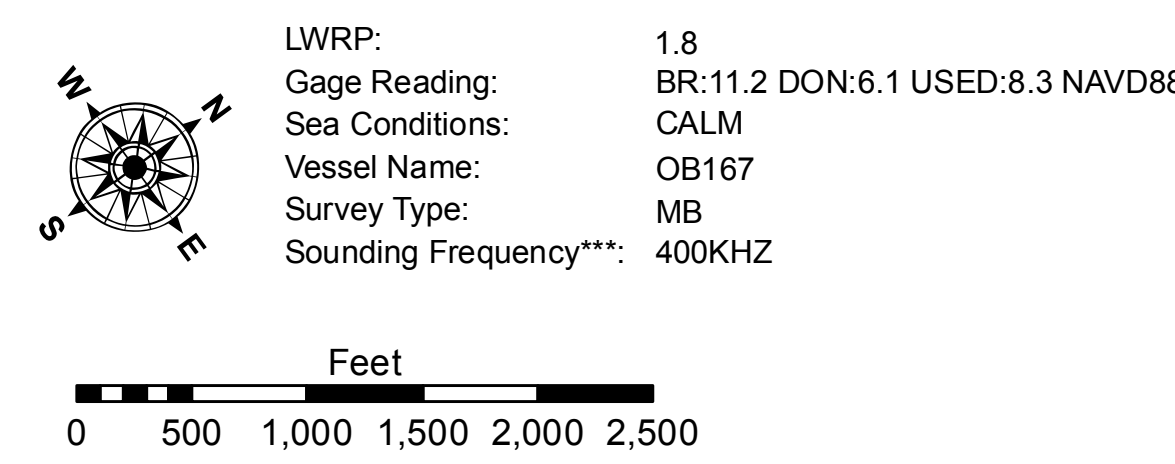 LWRP: 1.8
Gage Reading: BR:11.2 DON:6.1 USED:8.3 NAVD88
Sea Conditions: CALM
Vessel Name: OB167
Survey Type: MB
Sounding Frequency***: 400KHZ
W
N
S
E
Feet
0 500 1,000 1,500 2,000 2,500